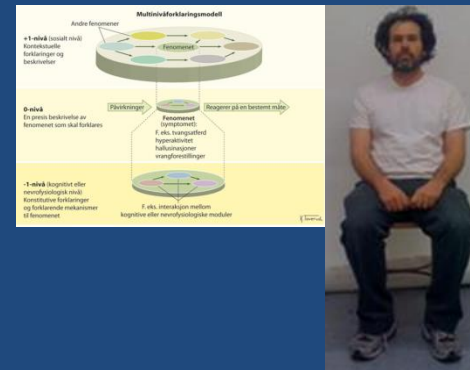 Multinivåforklaringsmodell
Andre fenomener
+1-nivå (sosialt nivå)
Kontekstuelle
forklaringer og
beskrivelser
Fenomenet
0-nivå
En presis beskrivelse av
fenomenet som skal forklares
Påvirkninger
Reagerer på en bestemt måte
Fenomenet
(symptomet):
F. eks. tvangsatferd
hyperaktivitet
hallusinasjoner
vrangforestillinger
-1-nivå (kognitivt eller
nevrofysiologisk nivå)
Konstitutive forklaringer
og forklarende mekanismer
til fenomenet
F. eks. interaksjon mellom
kognitive eller nevrofysiologiske moduler